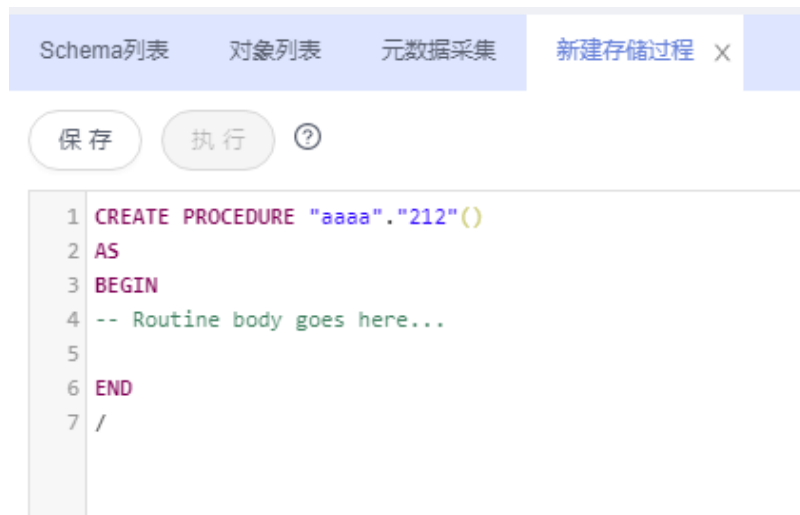 Schema列表 对象列表 元数据采集 新建存储过程 ×
保存 执行 ?
1 CREATE PROCEDURE "aaaa"."212"()
2 AS
3 BEGIN
4 -- Routine body goes here...
5
6 END
7 /